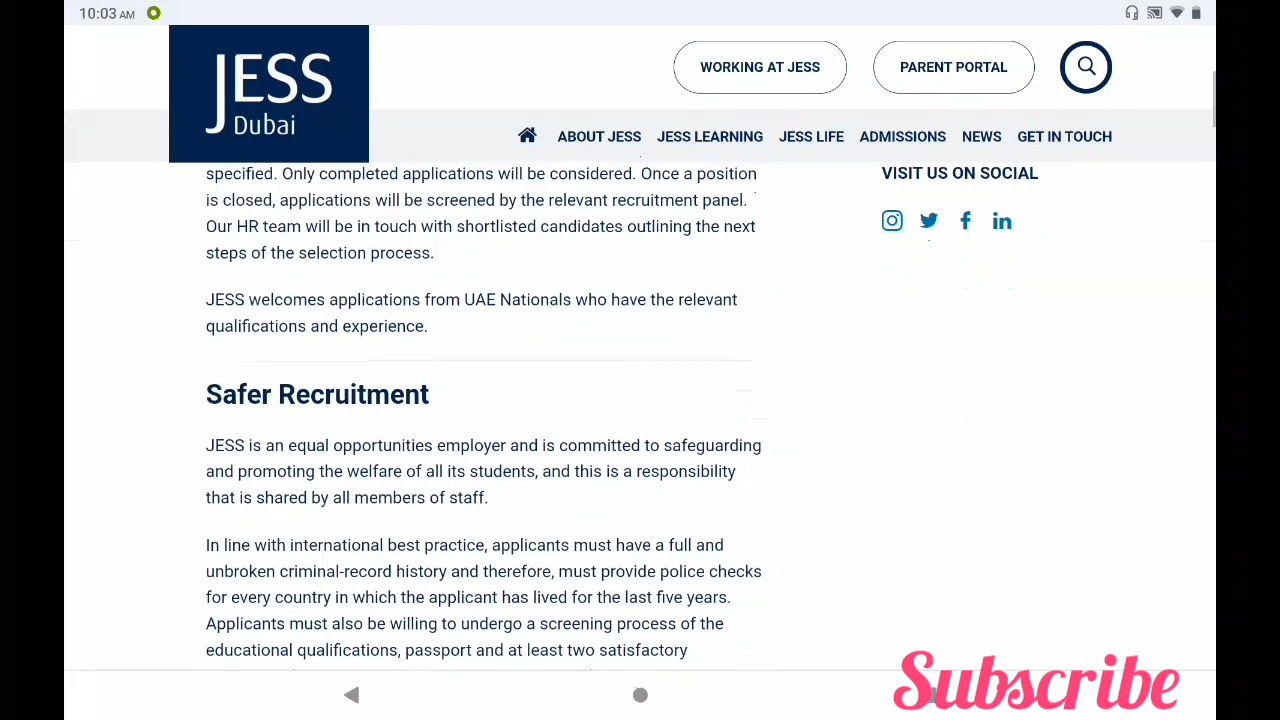 10:03 AM
JESS
Dubai
WORKING AT JESS
PARENT PORTAL
ABOUT JESS
JESS LEARNING
JESS LIFE
ADMISSIONS
NEWS
GET IN TOUCH
specified. Only completed applications will be considered. Once a position
is closed, applications will be screened by the relevant recruitment panel.
Our HR team will be in touch with shortlisted candidates outlining the next
steps of the selection process.
JESS welcomes applications from UAE Nationals who have the relevant
qualifications and experience.
Safer Recruitment
JESS is an equal opportunities employer and is committed to safeguarding
and promoting the welfare of all its students, and this is a responsibility
that is shared by all members of staff.
In line with international best practice, applicants must have a full and
unbroken criminal-record history and therefore, must provide police checks
for every country in which the applicant has lived for the last five years.
Applicants must also be willing to undergo a screening process of the
educational qualifications, passport and at least two satisfactory
VISIT US ON SOCIAL
Subscribe